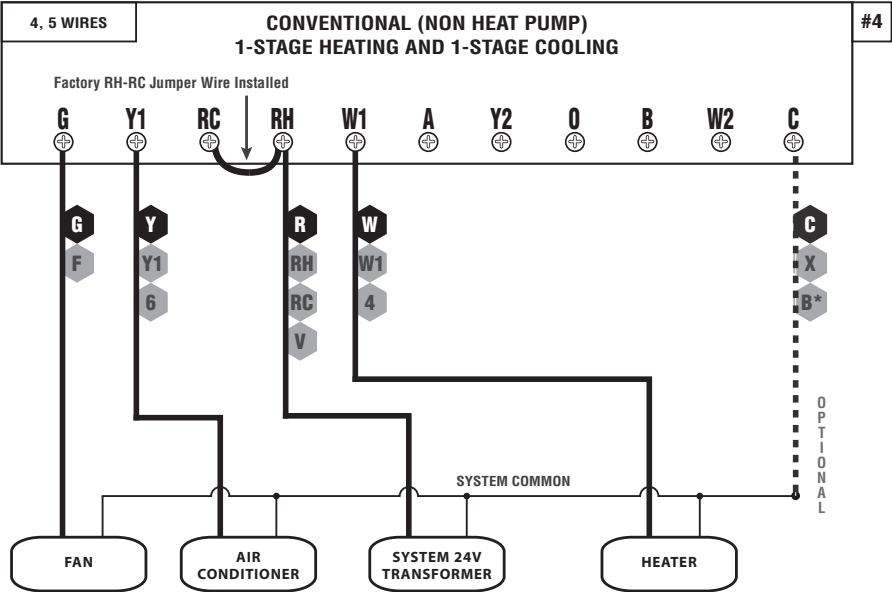 4, 5 WIRES
CONVENTIONAL (NON HEAT PUMP)
#4
1-STAGE HEATING AND 1-STAGE COOLING
Factory RH-RC Jumper Wire Installed
G Y1 RC RH W1 A Y2 O B W2 C
G Y R W C
F Y1 RH W1 X
6 RC 4 B*
V
OPTIONAL
SYSTEM COMMON
FAN
AIR
CONDITIONER
SYSTEM 24V
TRANSFORMER
HEATER